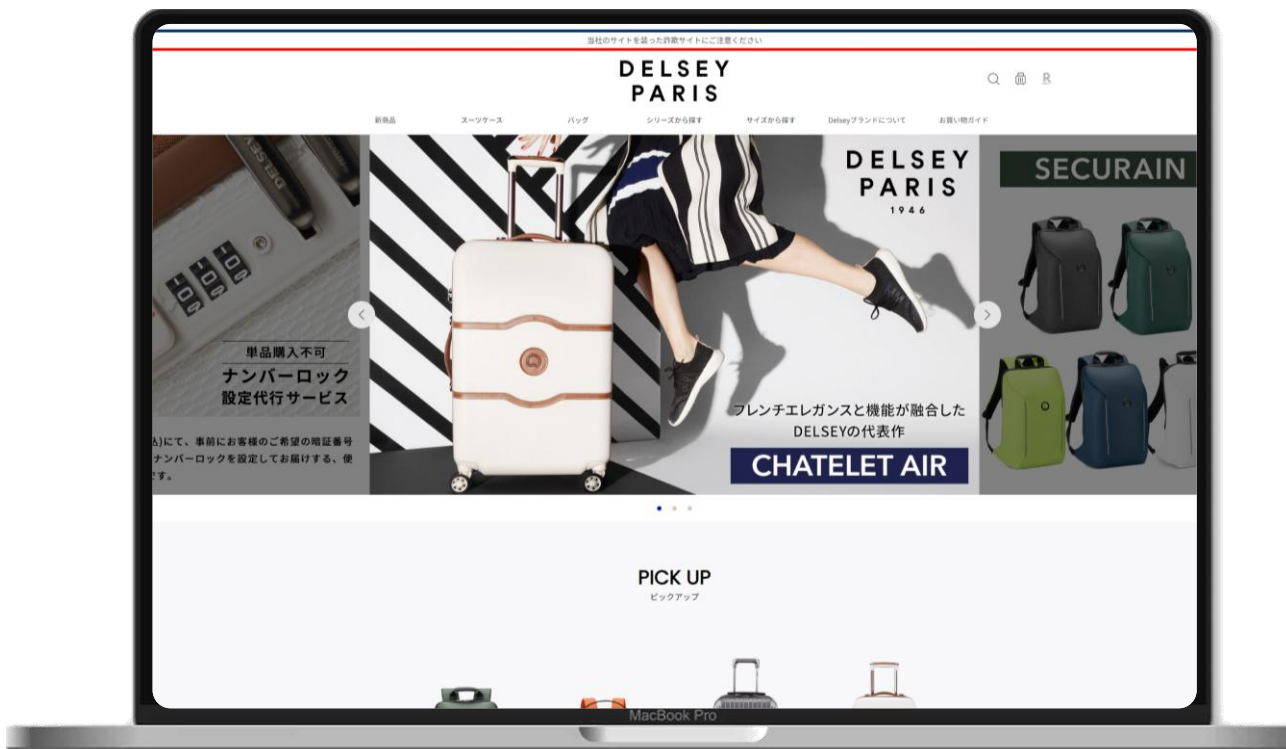 当社のサイトを装った詐欺サイトにご注意ください
DELSEY
PARIS
新商品
スーツケース
バッグ
シリーズから探す
サイズから探す
Delseyブランドについて
お買い物ガイド
DELSEY
単品購入不可
ナンバーロック
設定代行サービス
込)にて、事前にお客様のご希望の暗証番号
ナンバーロックを設定してお届けする、便
です。
DELSEY
PARIS
1946
フレンチエレガンスと機能が融合した
DELSEYの代表作
CHATELET AIR
SECURAIN
PICK UP
ピックアップ
MacBook Pro